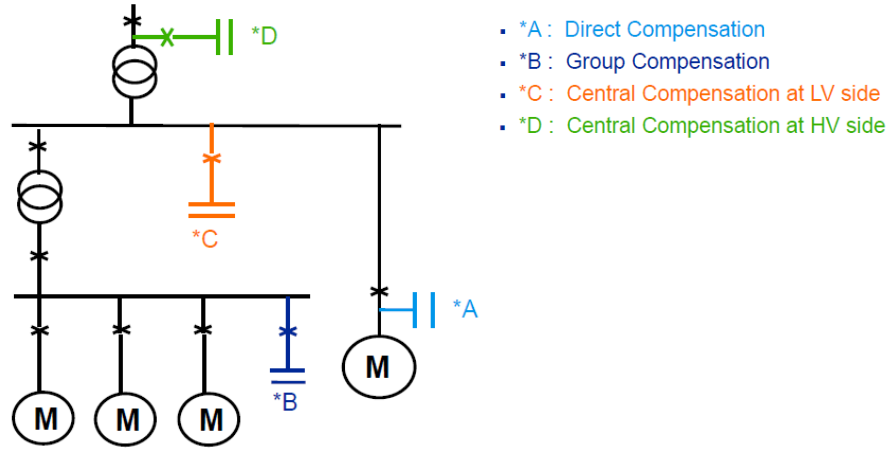 *D
*A : Direct Compensation
*B : Group Compensation
*C : Central Compensation at LV side
*D : Central Compensation at HV side
*C
*A
M
*B
M
M
M